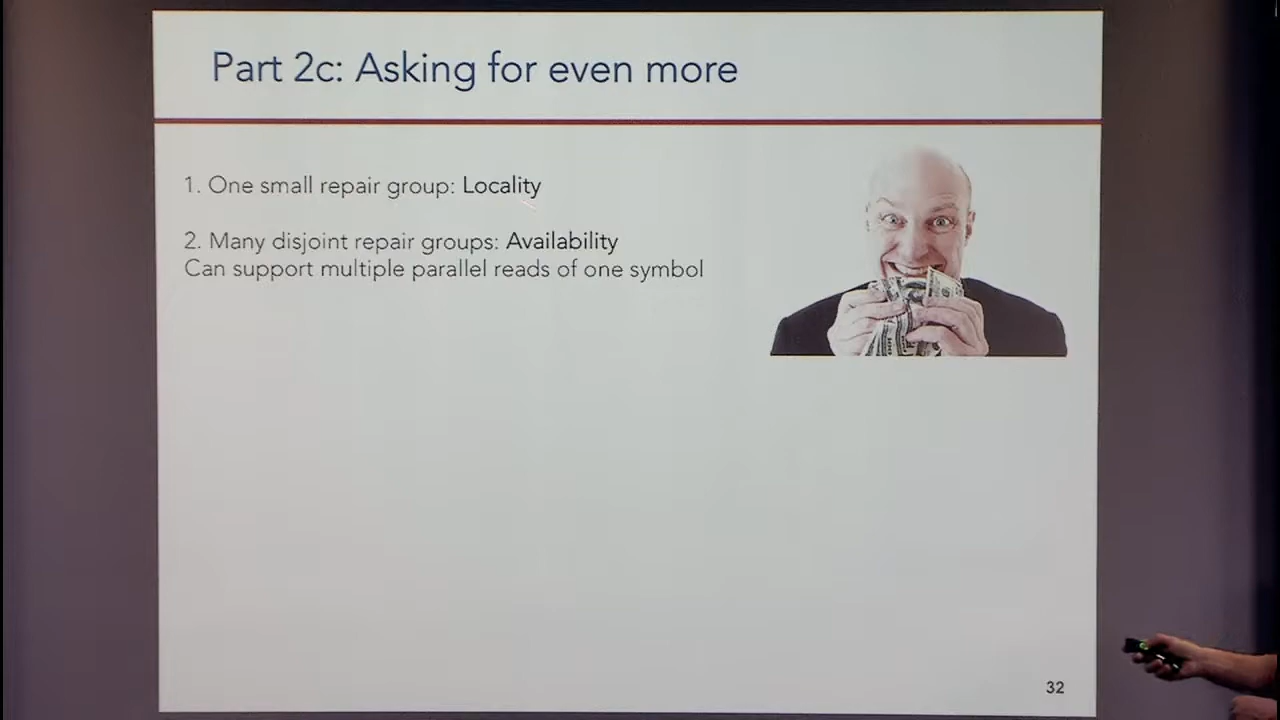 Part 2c: Asking for even more
1. One small repair group: Locality
2. Many disjoint repair groups: Availability
Can support multiple parallel reads of one symbol
32